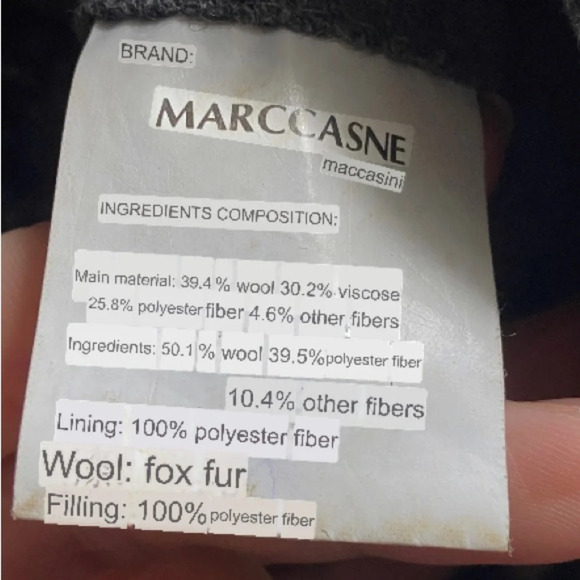 BRAND:
MARCCASNE
maccasini
INGREDIENTS COMPOSITION:
Main material: 39.4% wool 30.2% viscose
25.8% polyester fiber 4.6% other fibers
Ingredients: 50.1% wool 39.5% polyester fiber
10.4% other fibers
Lining: 100% polyester fiber
Wool: fox fur
Filling: 100% polyester fiber